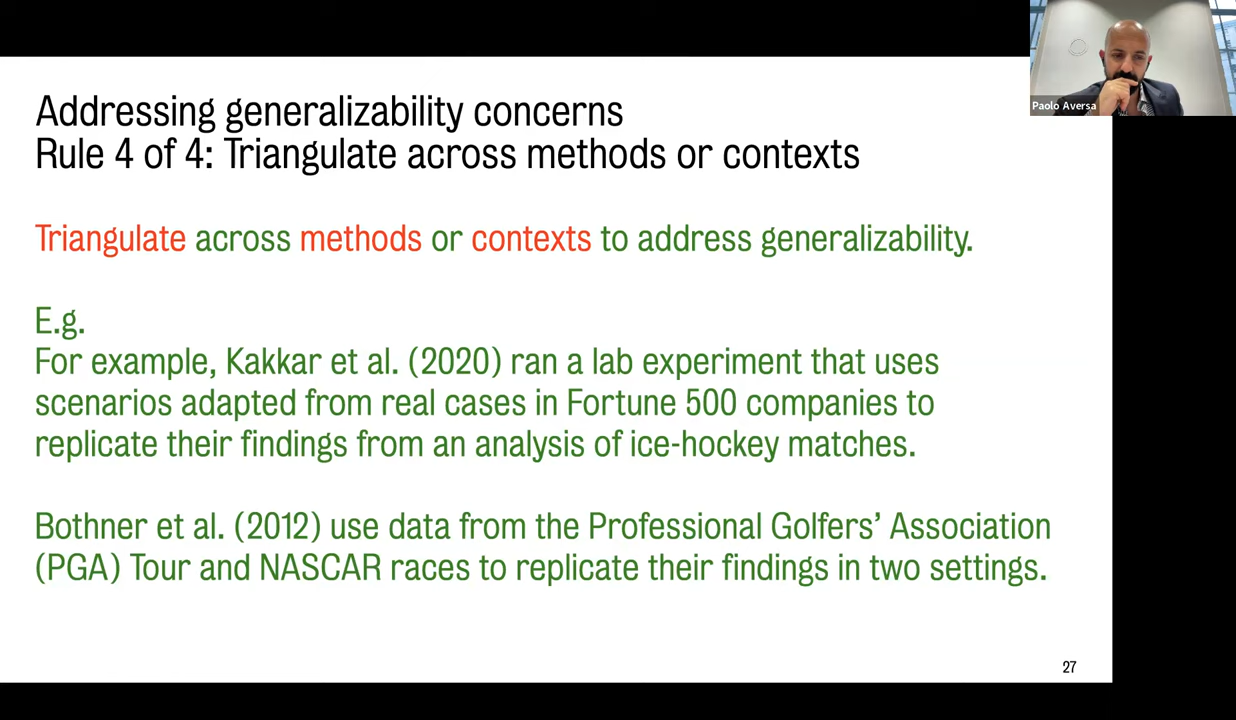 Paolo Aversa
Addressing generalizability concerns
Rule 4 of 4: Triangulate across methods or contexts
Triangulate across methods or contexts to address generalizability.
E.g.
For example, Kakkar et al. (2020) ran a lab experiment that uses
scenarios adapted from real cases in Fortune 500 companies to
replicate their findings from an analysis of ice-hockey matches.
Bothner et al. (2012) use data from the Professional Golfers’ Association
(PGA) Tour and NASCAR races to replicate their findings in two settings.
27